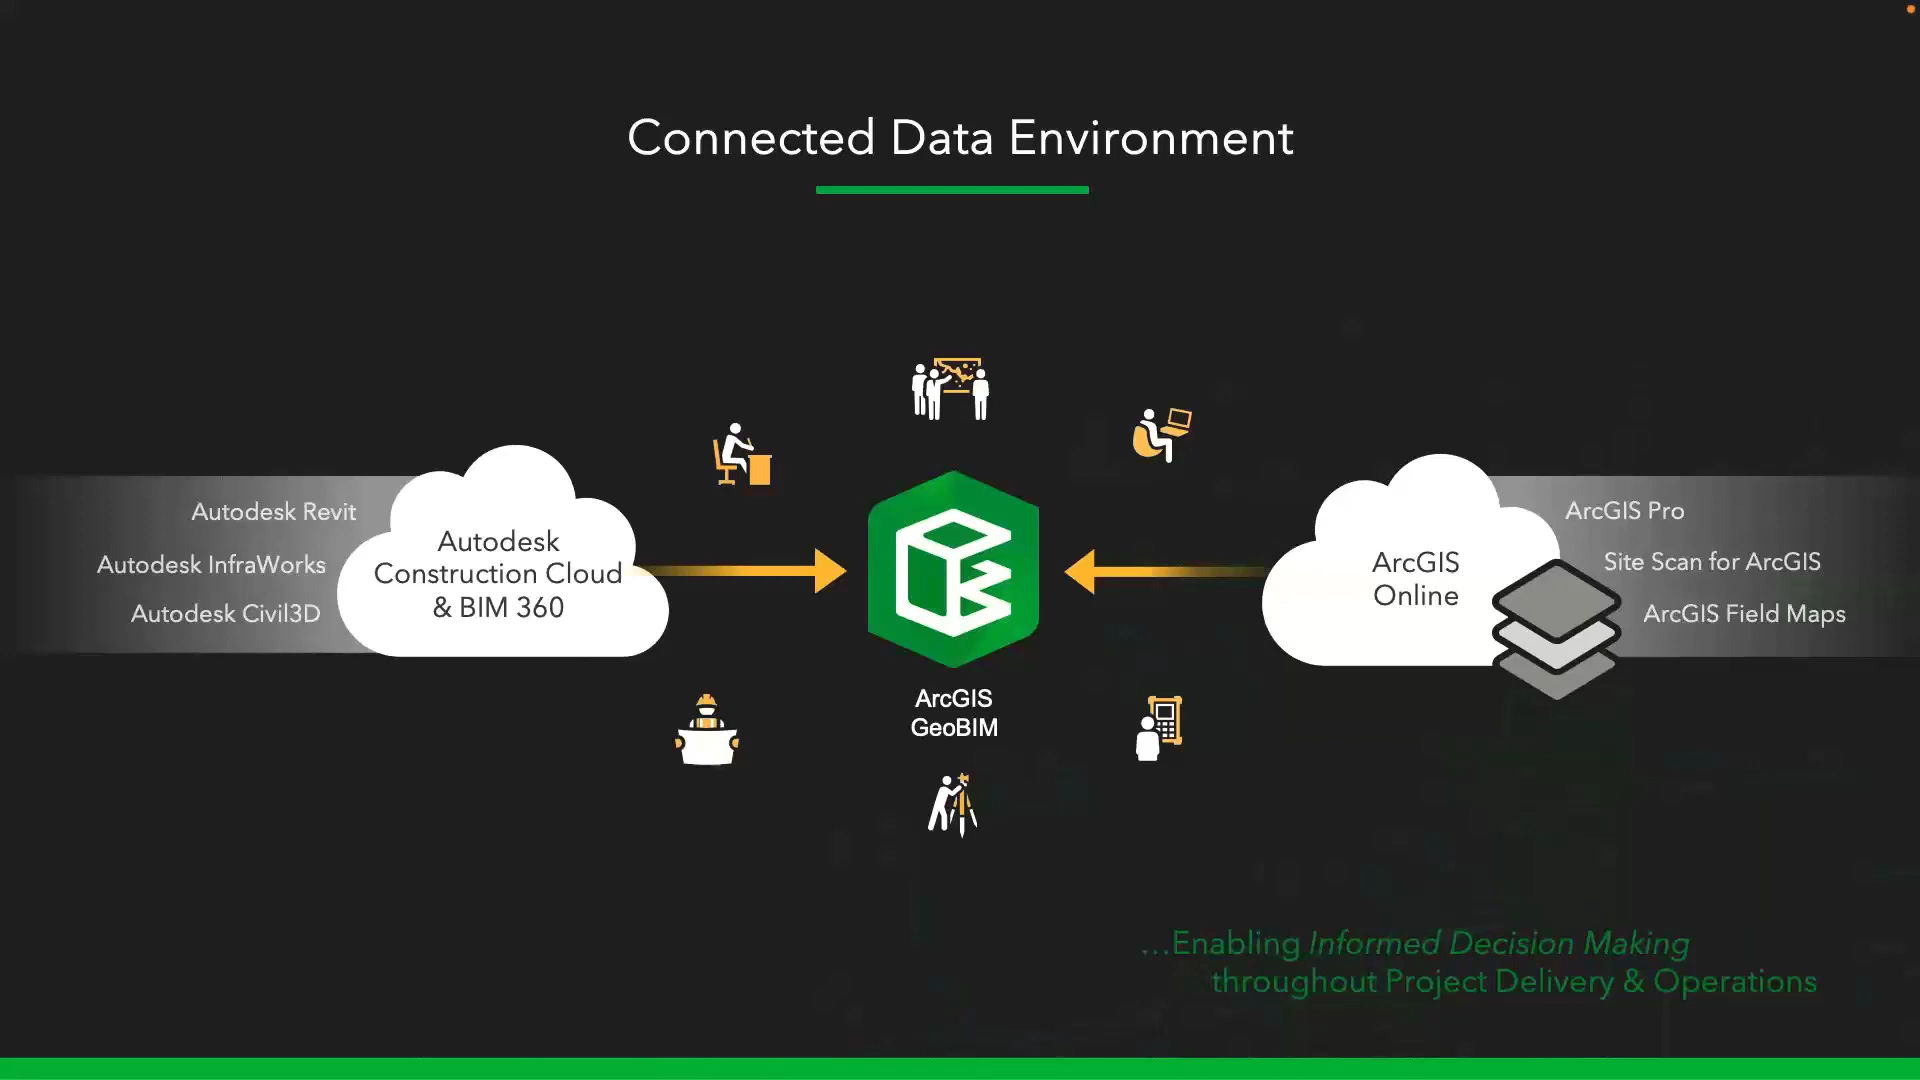 Connected Data Environment
Autodesk Revit
Autodesk InfraWorks
Autodesk Civil3D
Autodesk
Construction Cloud
& BIM 360
ArcGIS
GeoBIM
ArcGIS
Online
ArcGIS Pro
Site Scan for ArcGIS
ArcGIS Field Maps
...Enabling Informed Decision Making
throughout Project Delivery & Operations